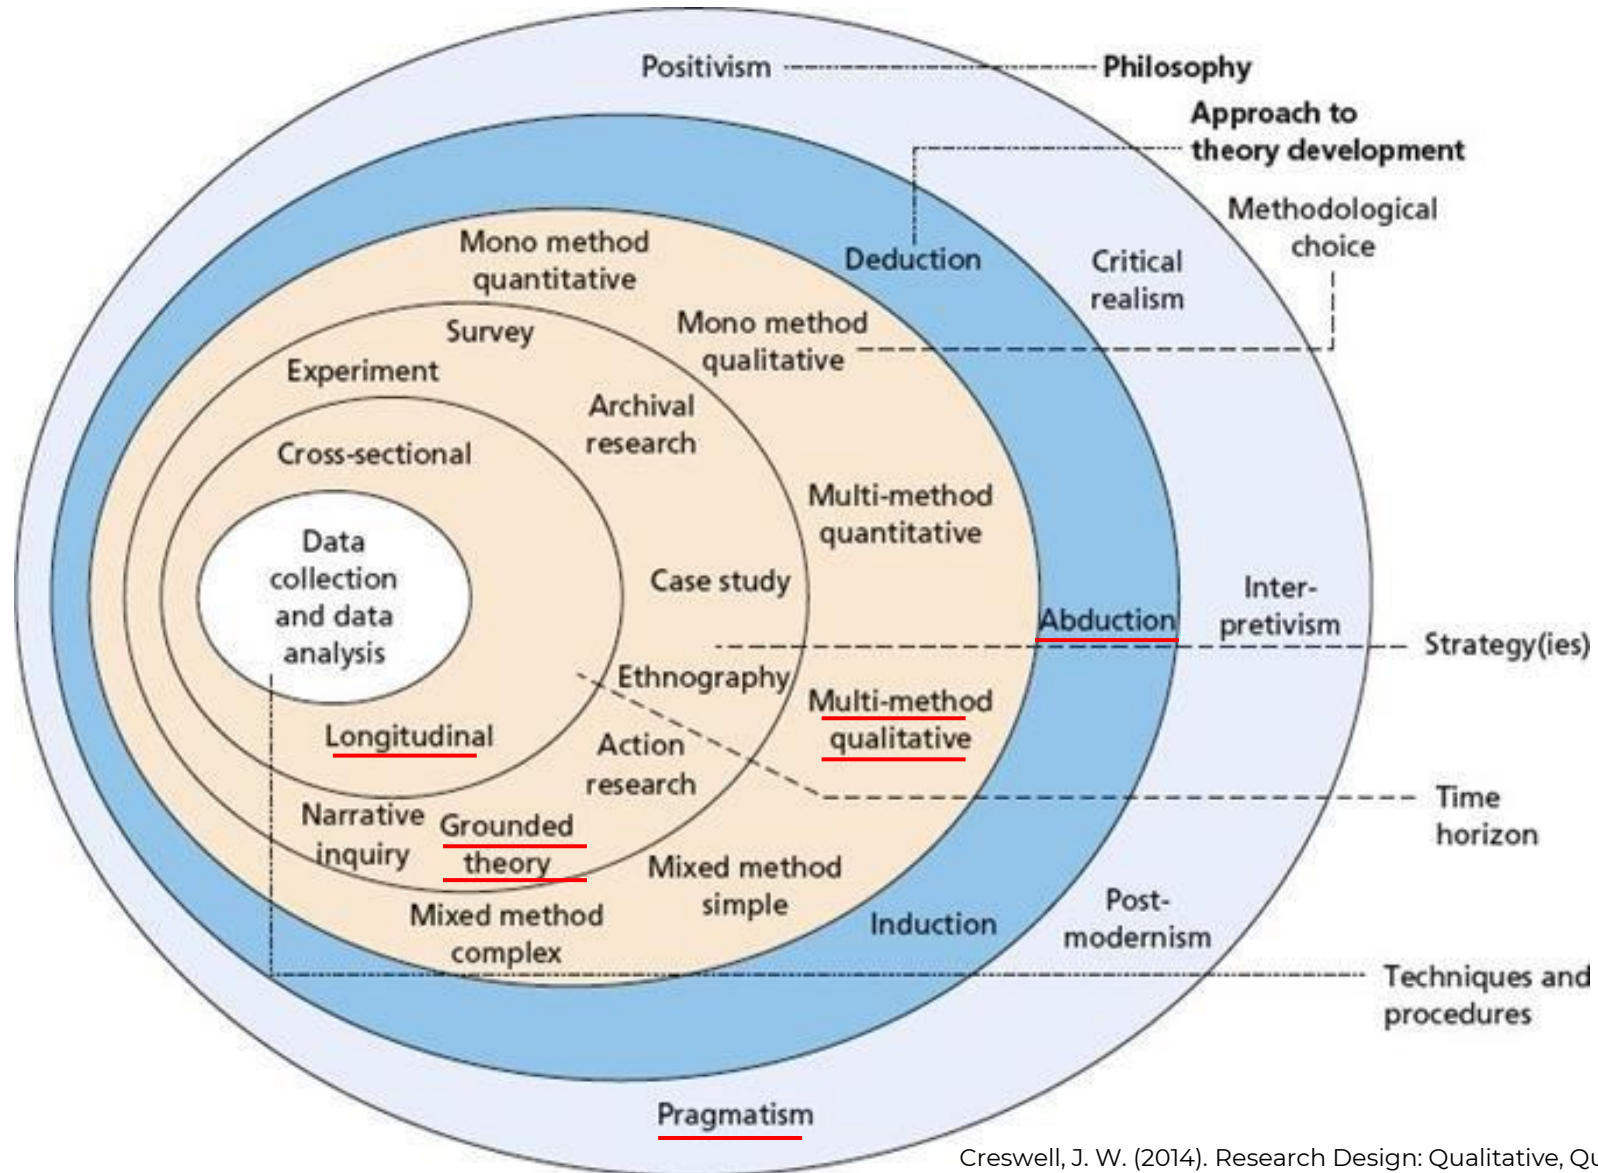 Positivism
Philosophy
Approach to
theory development
Methodological
choice
Mono method
quantitative
Deduction
Critical
realism
Survey
Mono method
qualitative
Experiment
Archival
research
Cross-sectional
Multi-method
quantitative
Data
collection
and data
analysis
Case study
Abduction
Inter-
pretivism
Strategy(ies)
Ethnography
Multi-method
qualitative
Longitudinal
Action
research
Time
horizon
Narrative
inquiry
Grounded
theory
Mixed method
simple
Mixed method
complex
Induction
Post-
modernism
Techniques and
procedures
Pragmatism
Creswell, J. W. (2014). Research Design: Qualitative, Qu